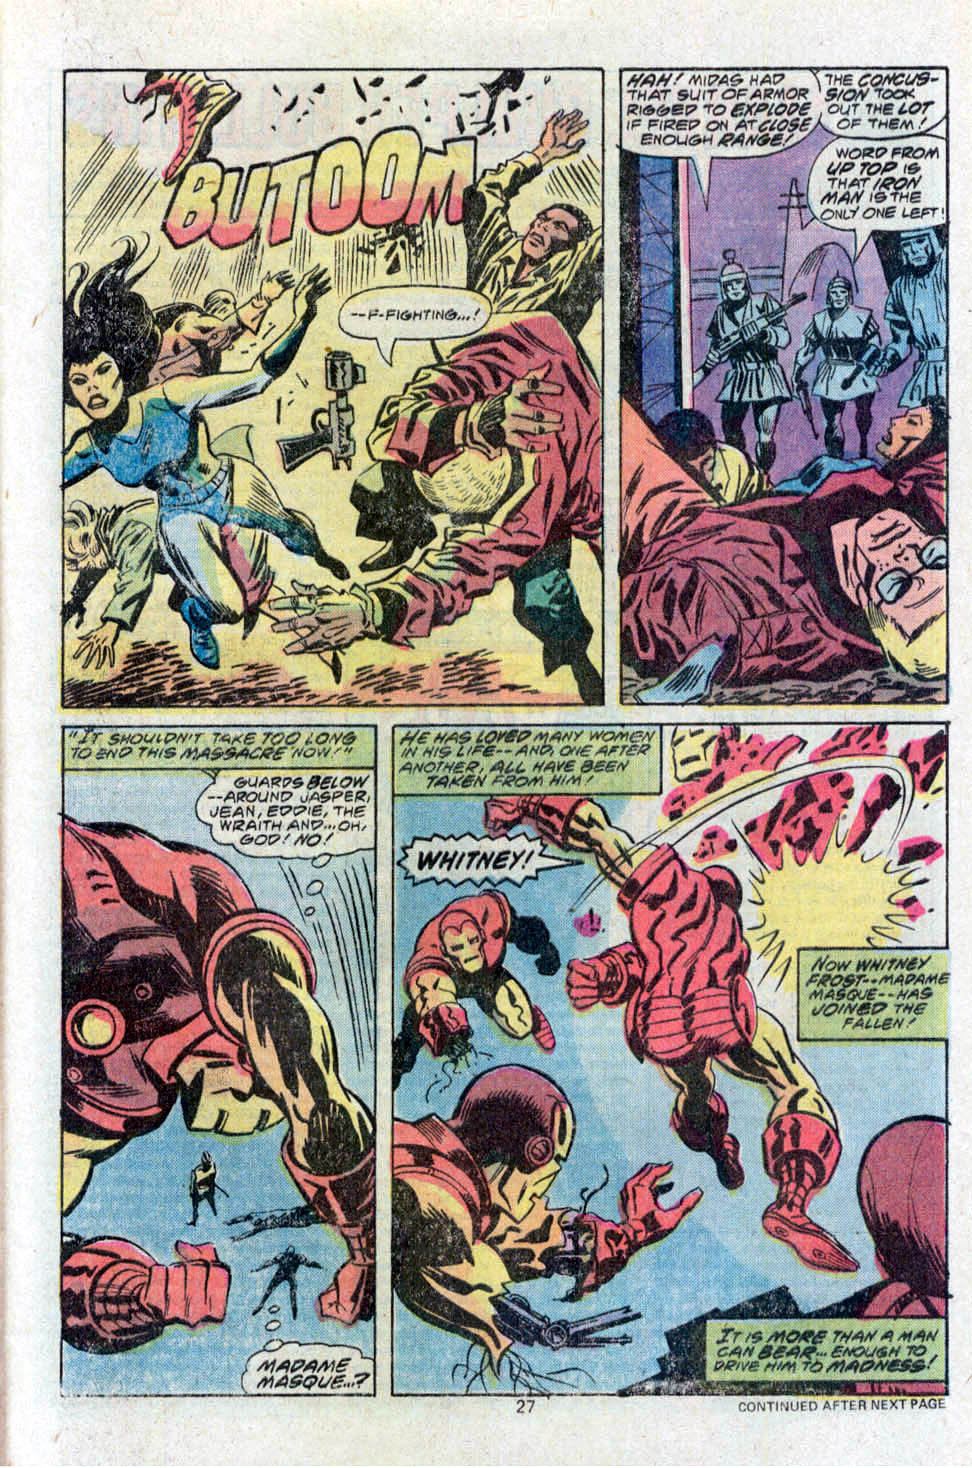 BUTOOM
--F-FIGHTING...!
HAH! MIDAS HAD
THAT SUIT OF ARMOR
RIGGED TO EXPLODE
IF FIRED ON AT CLOSE
ENOUGH RANGE!
THE CONCUS-
SION TOOK
OUT THE LOT
OF THEM!
WORD FROM
UP TOP IS
THAT IRON
MAN IS THE
ONLY ONE LEFT!
"IT SHOULDN'T TAKE TOO LONG
TO END THIS MASSACRE NOW!"
GUARDS BELOW
--AROUND JASPER,
JEAN, EDDIE, THE
WRAITH AND...OH,
GOD! NO!
MADAME
MASQUE...?
HE HAS LOVED MANY WOMEN
IN HIS LIFE--AND, ONE AFTER
ANOTHER, ALL HAVE BEEN
TAKEN FROM HIM!
WHITNEY!
NOW WHITNEY
FROST--MADAME
MASQUE--HAS
JOINED THE
FALLEN!
IT IS MORE THAN A MAN
CAN BEAR... ENOUGH TO
DRIVE HIM TO MADNESS!
27
CONTINUED AFTER NEXT PAGE